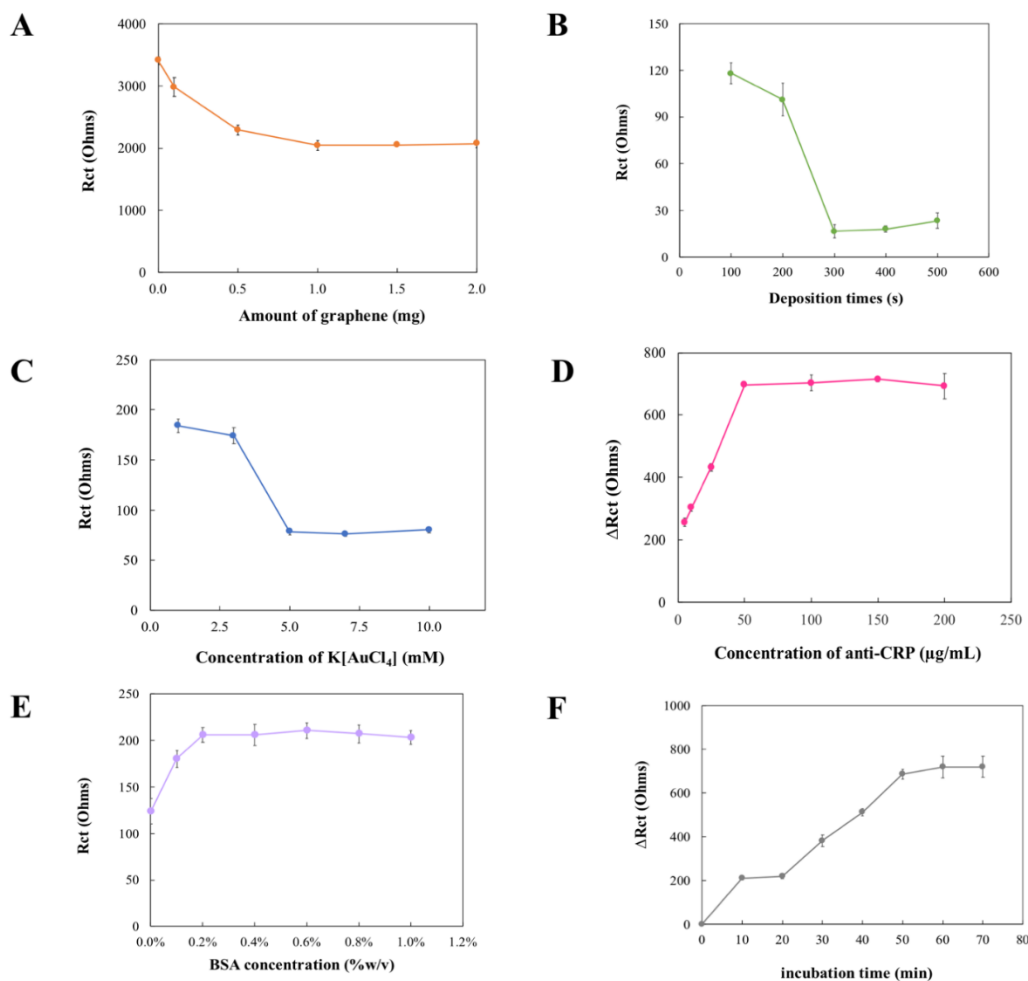 A
4000
3000
2000
1000
0
Rct (Ohms)
0.0 0.5 1.0 1.5 2.0
Amount of graphene (mg)
B
150
120
90
60
30
0
Rct (Ohms)
0 100 200 300 400 500 600
Deposition times (s)
C
250
200
150
100
50
0
Rct (Ohms)
0.0 2.5 5.0 7.5 10.0
Concentration of K[AuCl₄] (mM)
D
800
600
400
200
0
ΔRct (Ohms)
0 50 100 150 200 250
Concentration of anti-CRP (µg/mL)
E
250
200
150
100
50
0
Rct (Ohms)
0.0% 0.2% 0.4% 0.6% 0.8% 1.0% 1.2%
BSA concentration (%w/v)
F
1000
800
600
400
200
0
ΔRct (Ohms)
0 10 20 30 40 50 60 70 80
incubation time (min)